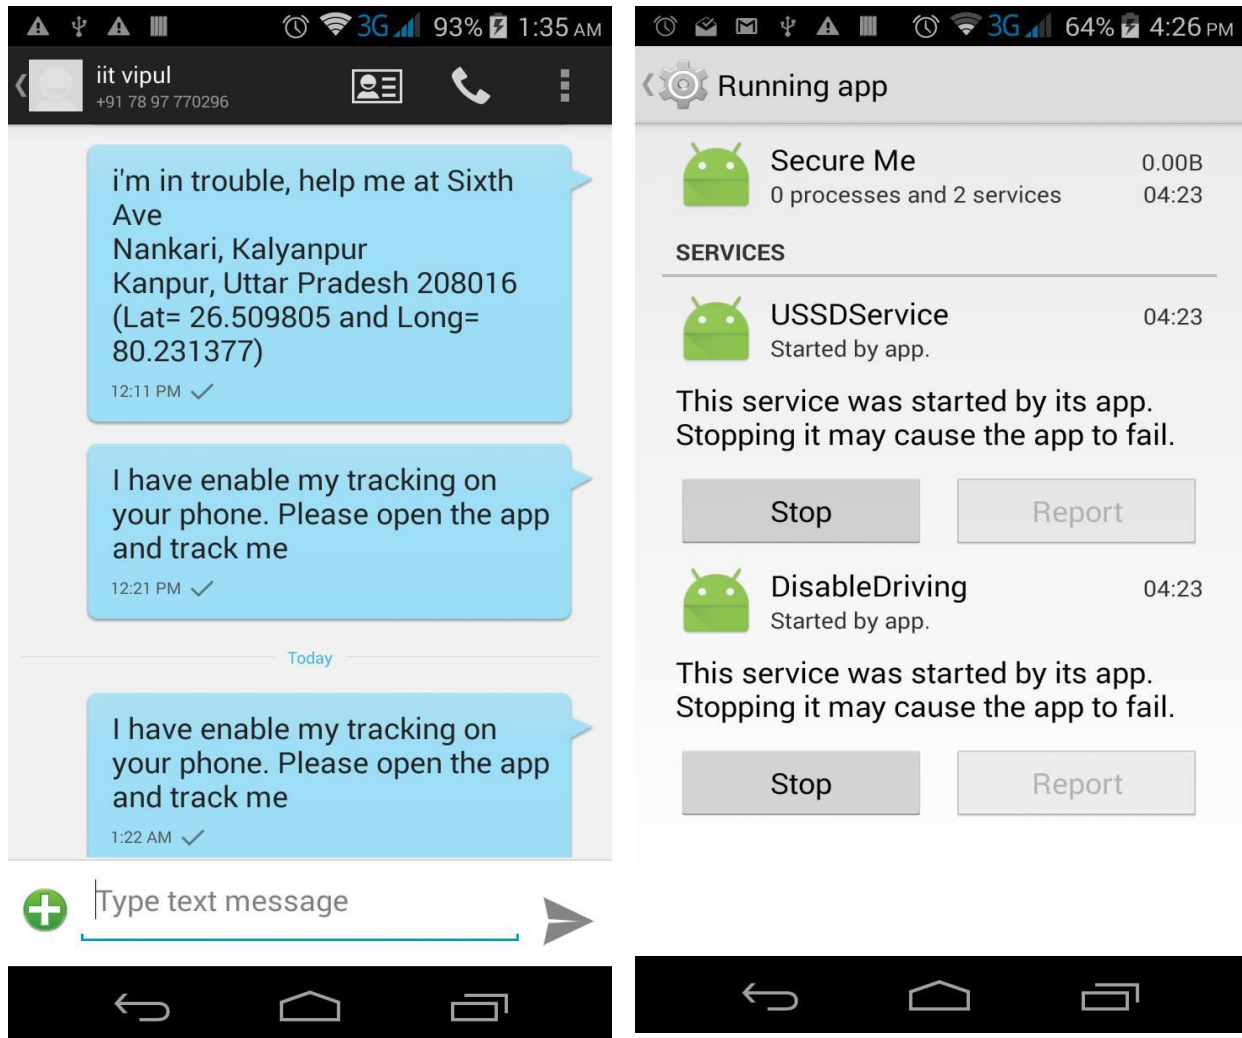 3G 93% 1:35 AM
iit vipul
+91 78 97 770296
i'm in trouble, help me at Sixth
Ave
Nankari, Kalyanpur
Kanpur, Uttar Pradesh 208016
(Lat= 26.509805 and Long=
80.231377)
12:11 PM
I have enable my tracking on
your phone. Please open the app
and track me
12:21 PM
Today
I have enable my tracking on
your phone. Please open the app
and track me
1:22 AM
Type text message
3G 64% 4:26 PM
Running app
Secure Me 0.00B
0 processes and 2 services 04:23
SERVICES
USSDService 04:23
Started by app.
This service was started by its app.
Stopping it may cause the app to fail.
Stop Report
DisableDriving 04:23
Started by app.
This service was started by its app.
Stopping it may cause the app to fail.
Stop Report